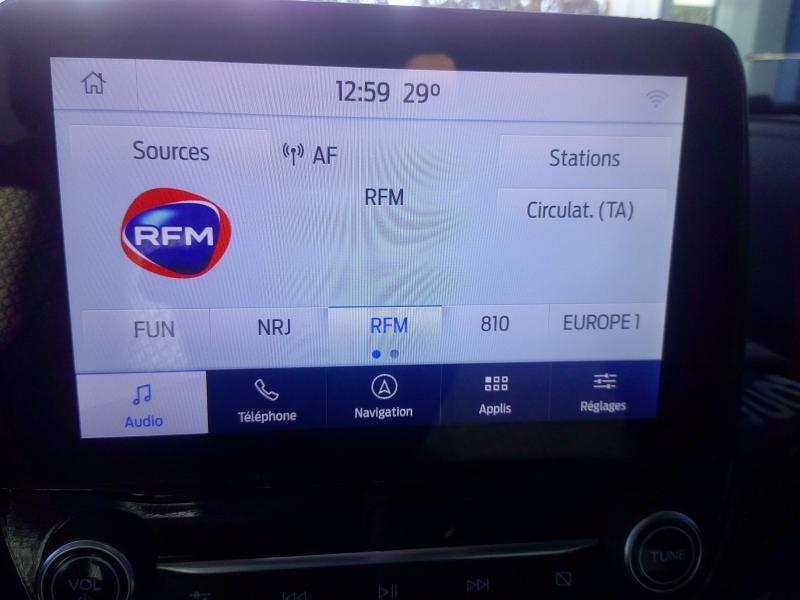 12:59 29º
Sources
AF
Stations
RFM
Circulat. (TA)
RFM
FUN
NRJ
RFM
810
EUROPE 1
Audio
Téléphone
Navigation
Applis
Réglages
VOL
TUNE